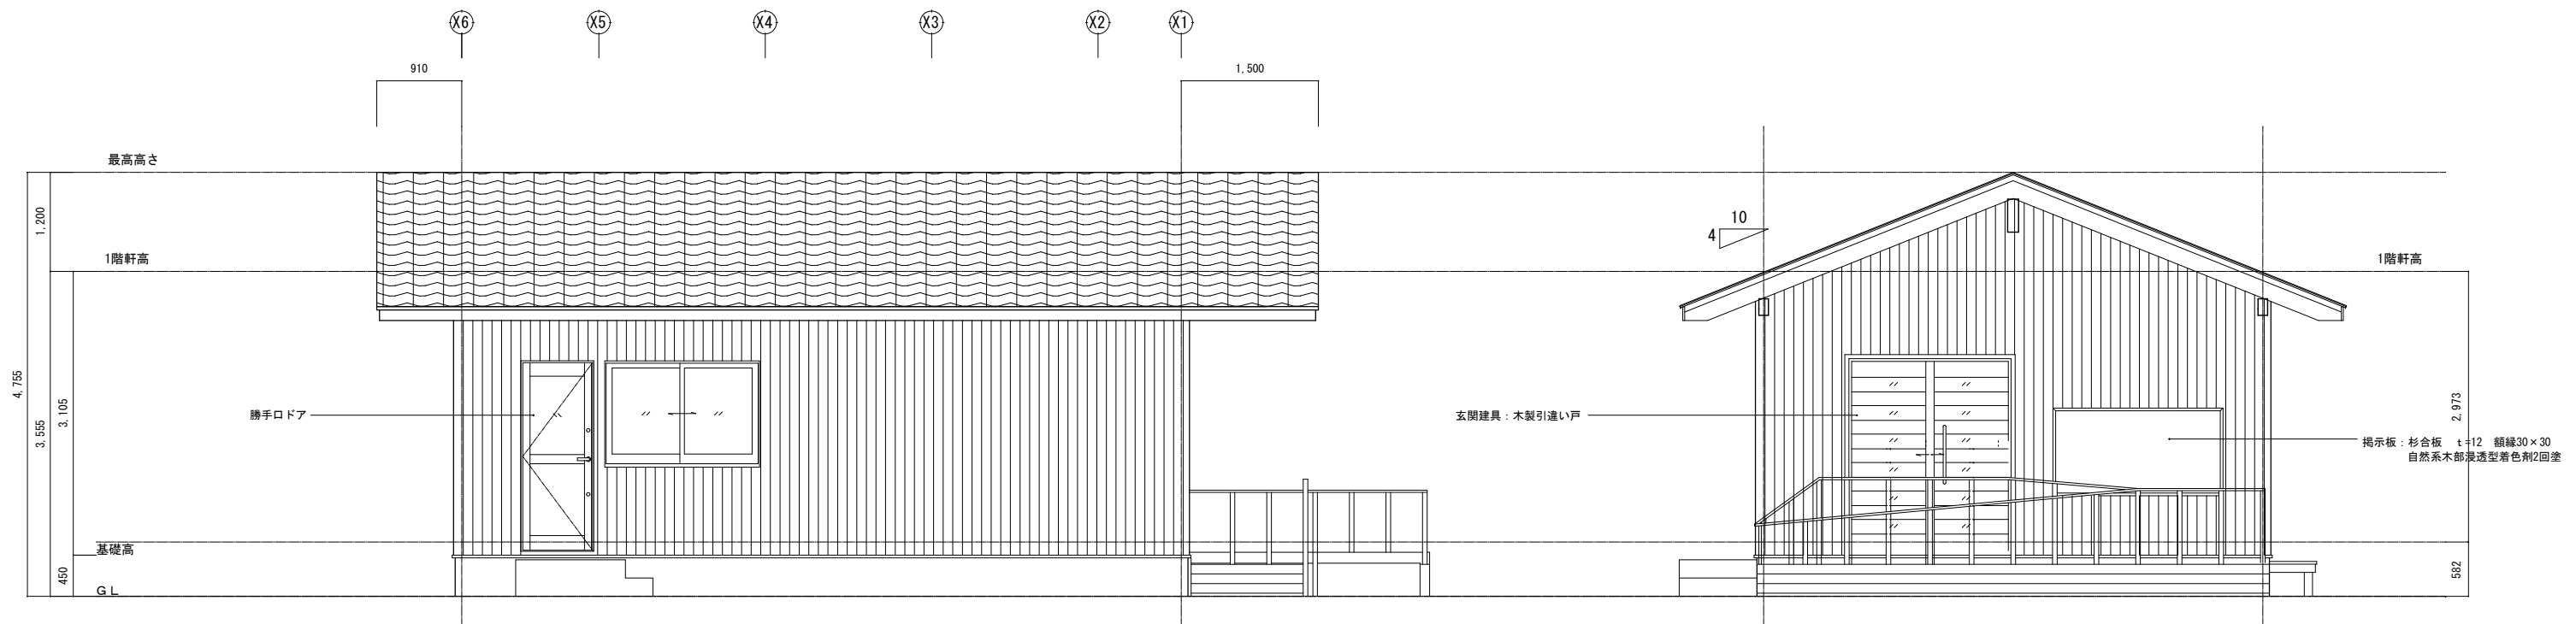 X6 X5 X4 X3 X2 X1
910
1,500
最高高さ
1,200
10
4
1階軒高
1階軒高
4,755
3,555
3,105
2,973
勝手口ドア
玄関建具：木製引違い戸
掲示板：杉合板 t=12 額縁30×30
自然系木部浸透型着色剤2回塗
基礎高
450
582
GL